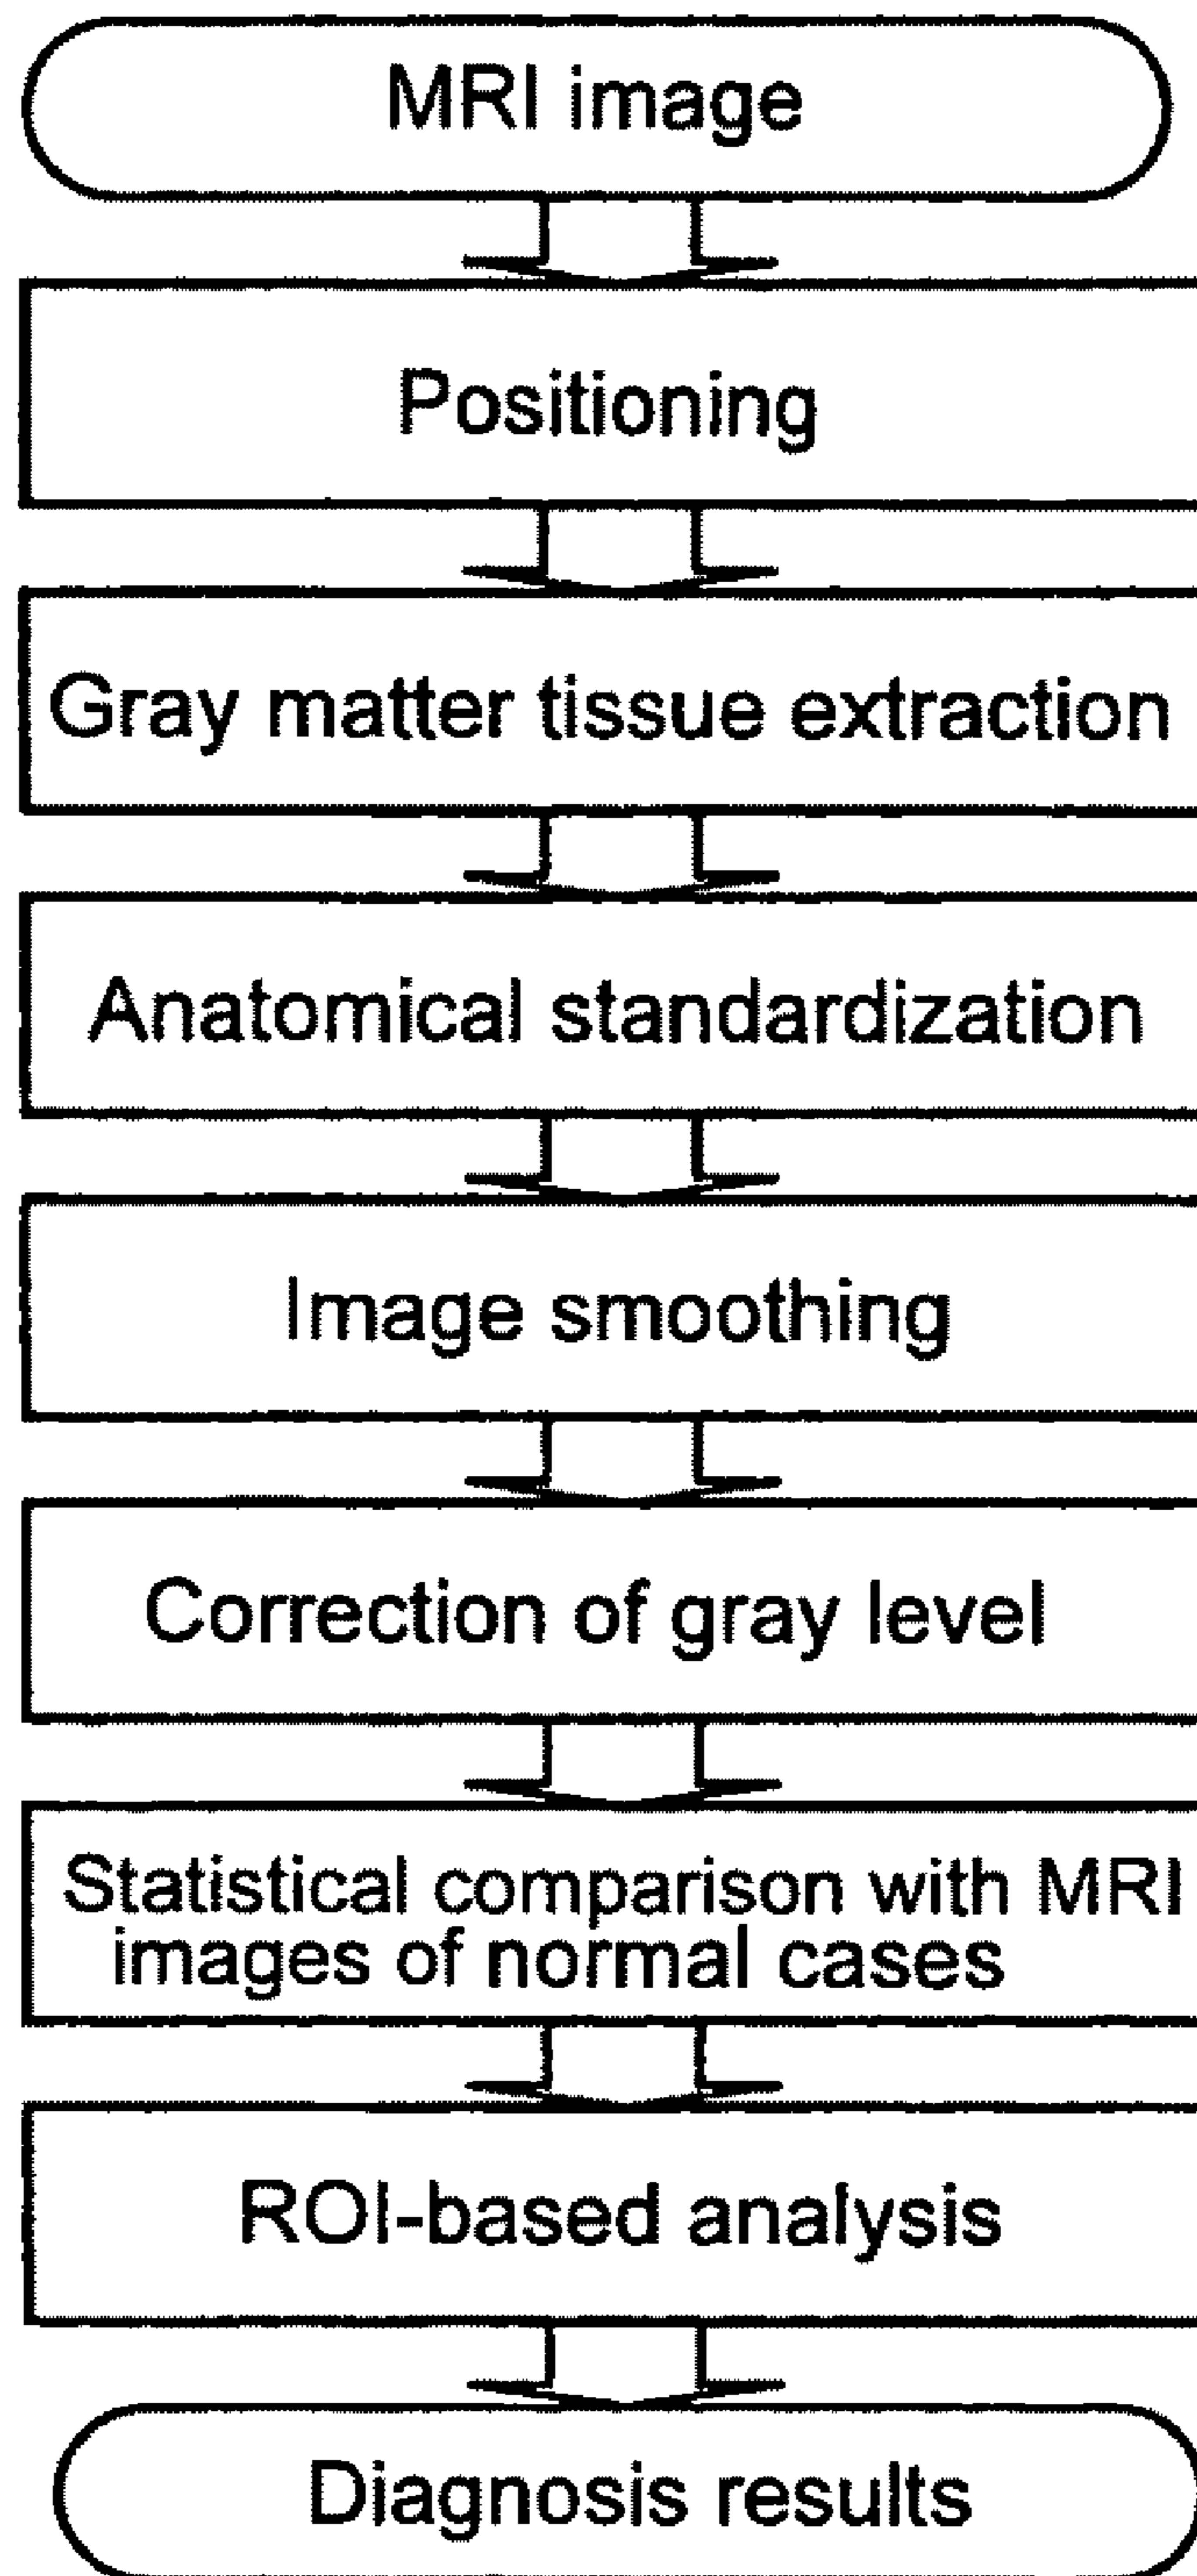 MRI image
Positioning
Gray matter tissue extraction
Anatomical standardization
Image smoothing
Correction of gray level
Statistical comparison with MRI
images of normal cases
ROI-based analysis
Diagnosis results